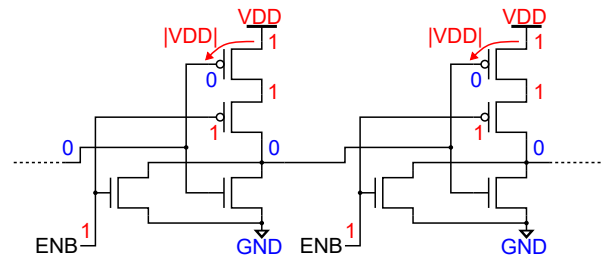 VDD VDD
|VDD| 1 |VDD| 1
0 0
1 1
1 1
0 0 0
1 1
ENB GND ENB GND